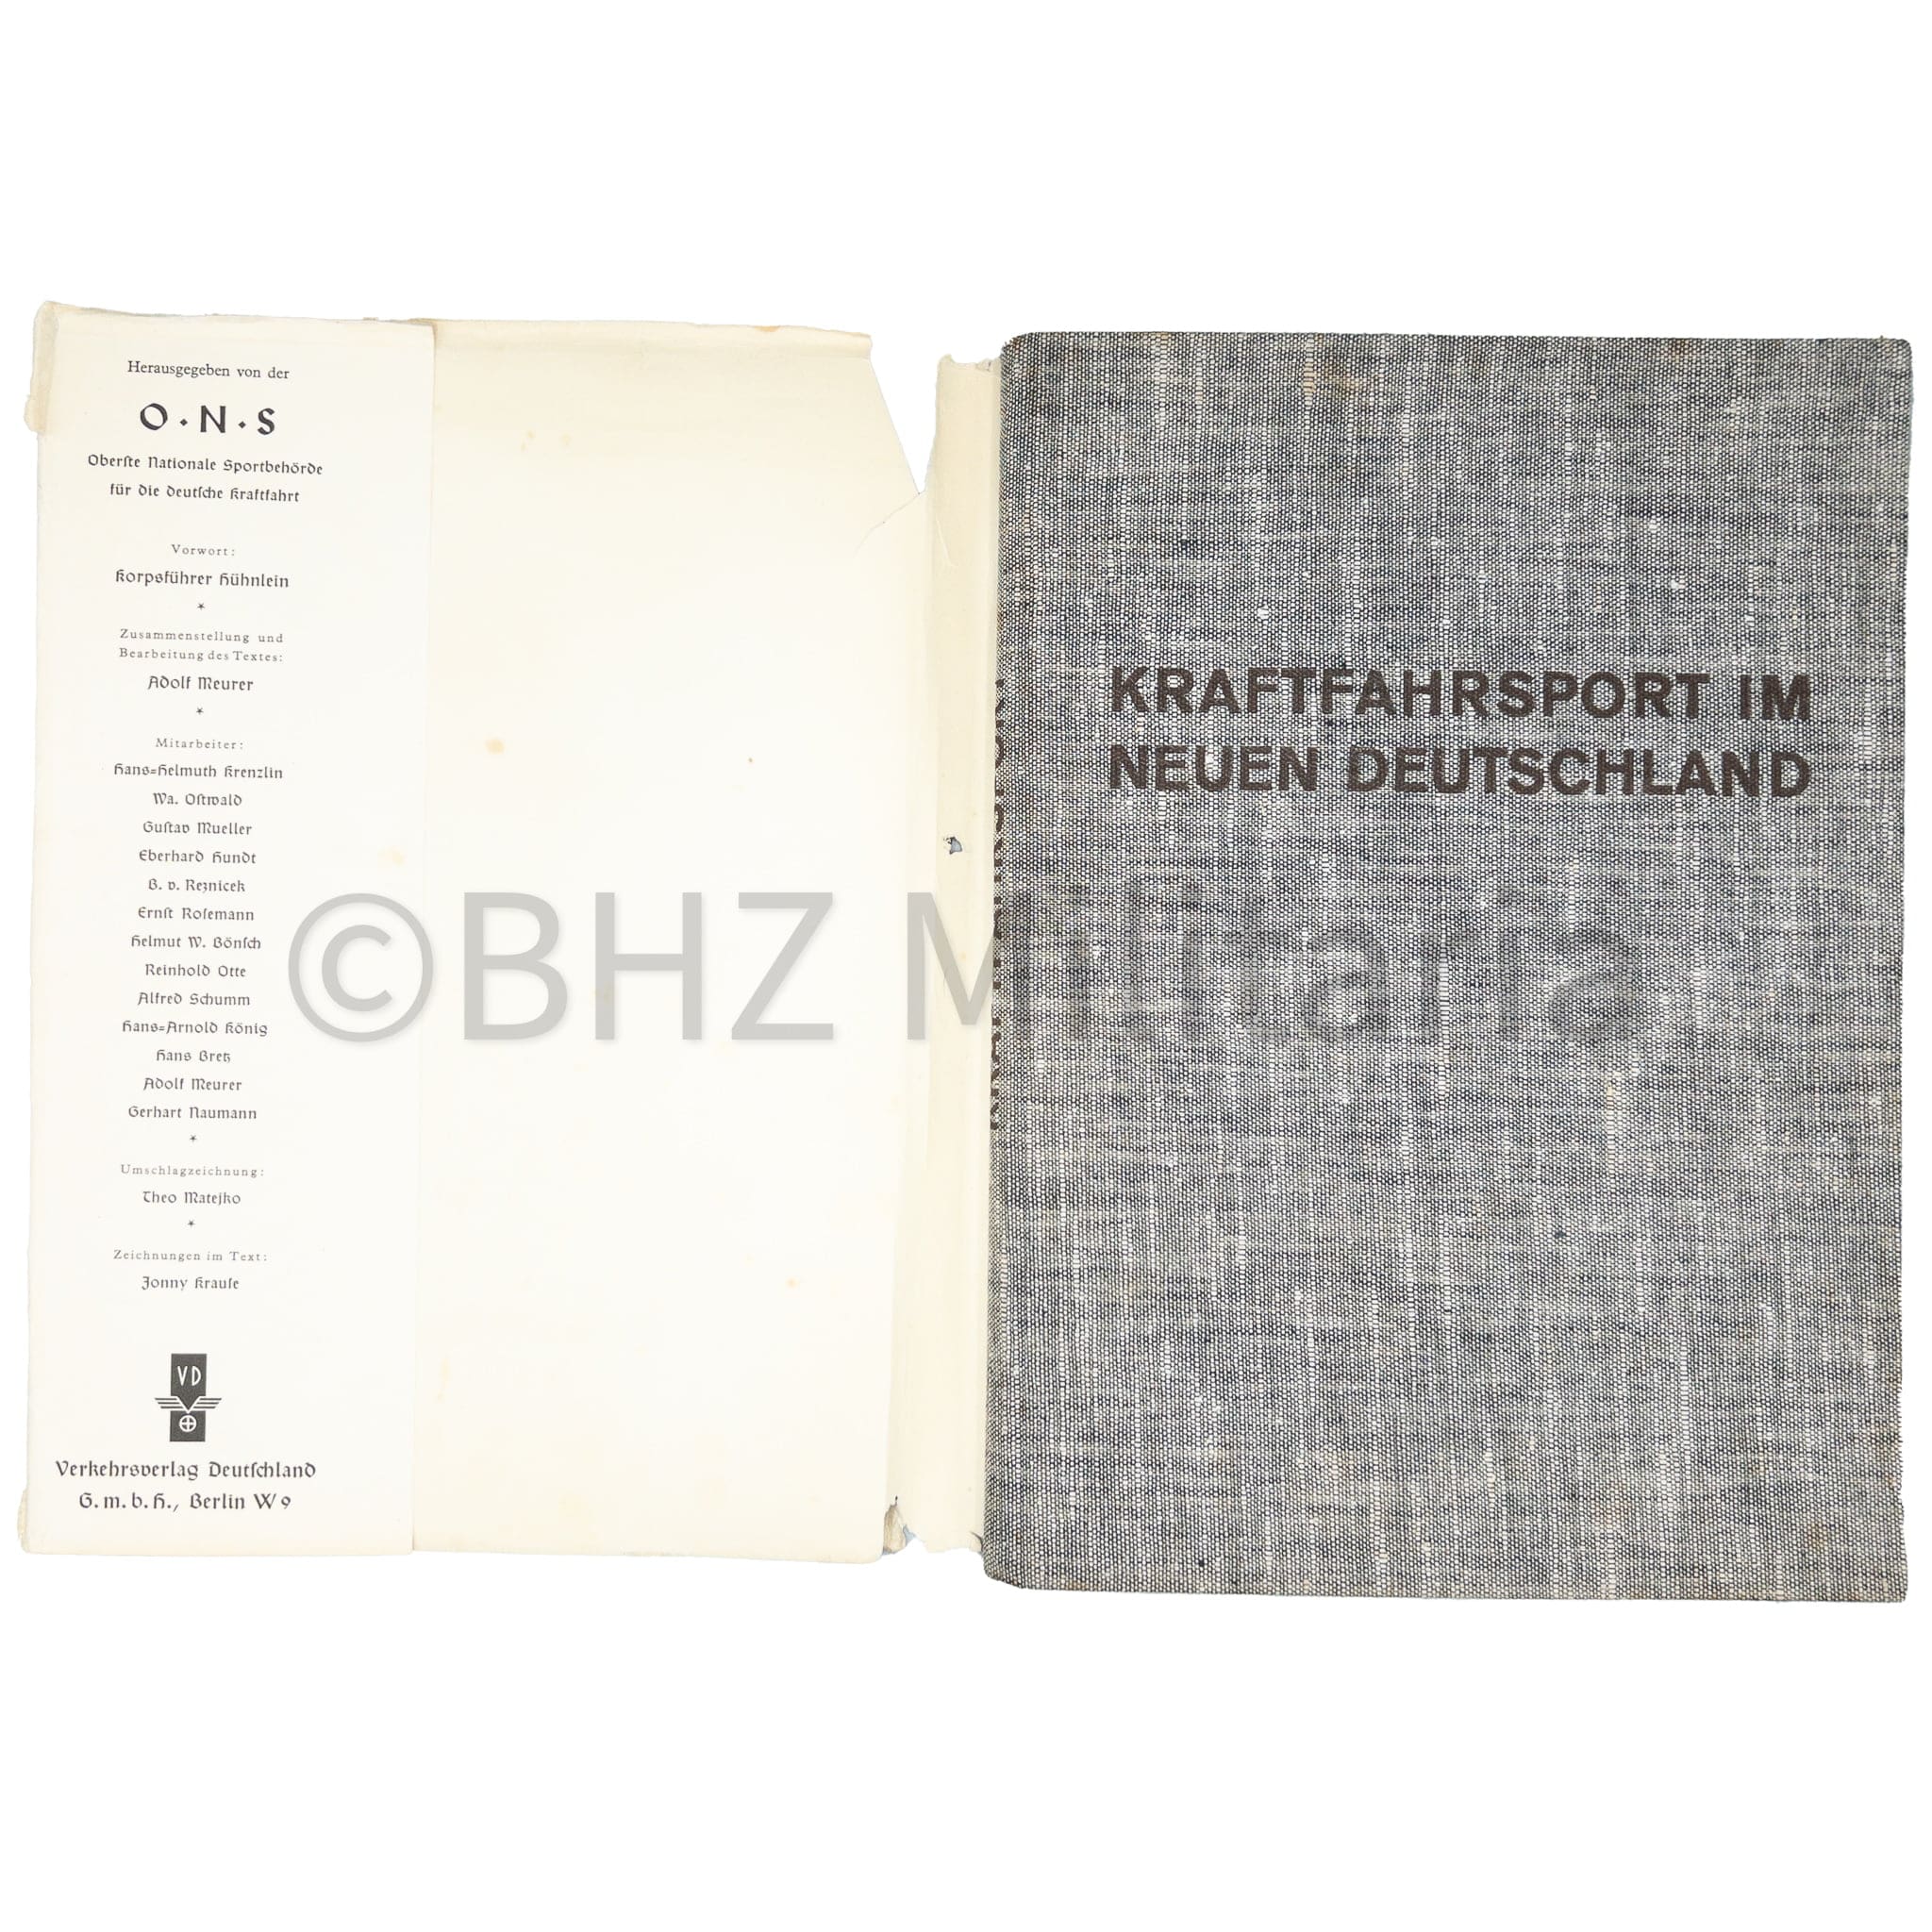 Herausgegeben von der
O·N·S
Oberſte Nationale Sportbehörde
für die deutſche Kraftfahrt
Vorwort:
Korpsführer Hühnlein
*
Zusammenstellung und
Bearbeitung des Textes:
Adolf Meurer
*
Mitarbeiter:
Hans=Helmuth Krenzlin
Wa. Oſtwald
Guſtav Mueller
Eberhard Hundt
B. v. Reznicek
Ernſt Roſemann
Helmut W. Bönſch
Reinhold Otte
Alfred Schumm
Hans=Arnold König
Hans Bretz
Adolf Meurer
Gerhart Naumann
*
Umschlagzeichnung:
Theo Matejko
*
Zeichnungen im Text:
Jonny Krauſe
VD
Verkehrsverlag Deutſchland
G. m. b. H., Berlin W 9
KRAFTFAHRSPORT IM
NEUEN DEUTSCHLAND
©BHZ Militaria